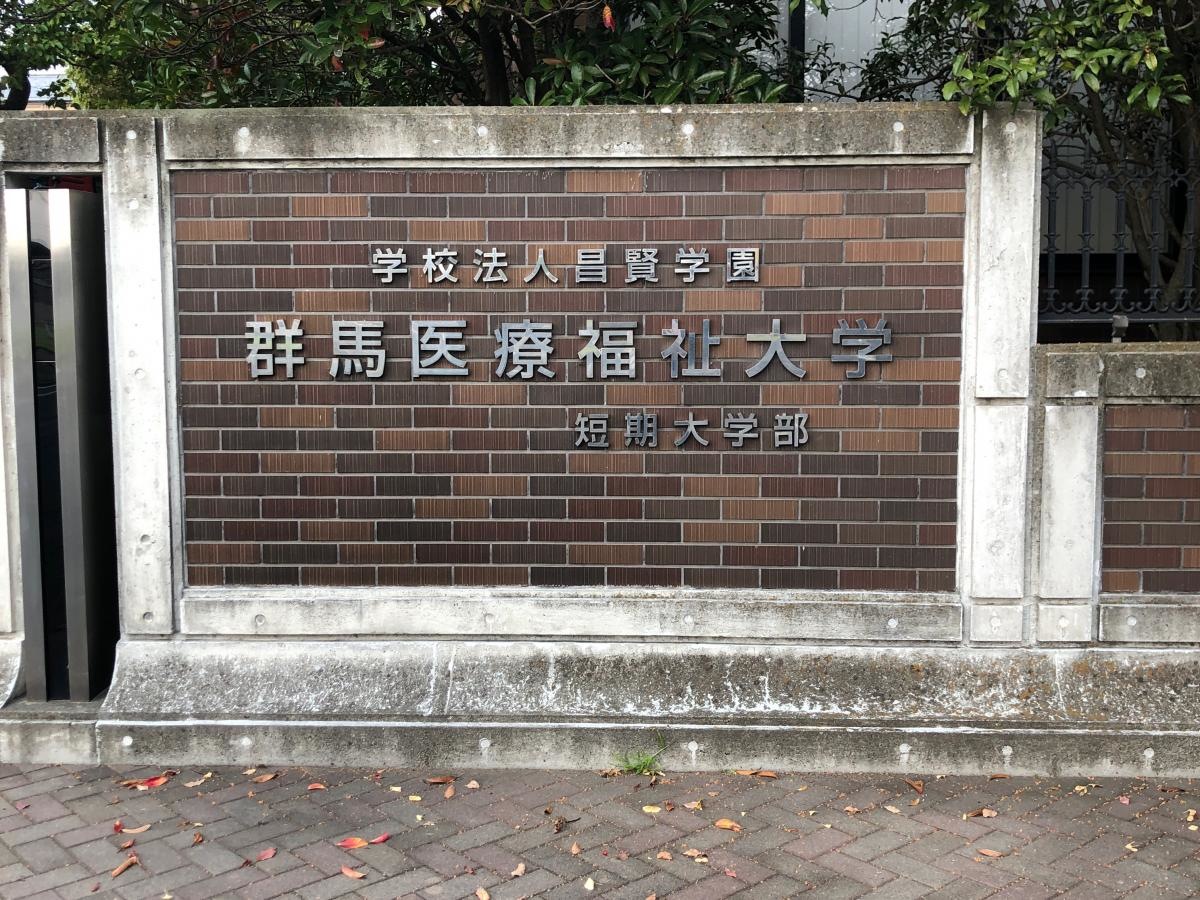 学校法人昌賢学園
群馬医療福祉大学
短期大学部